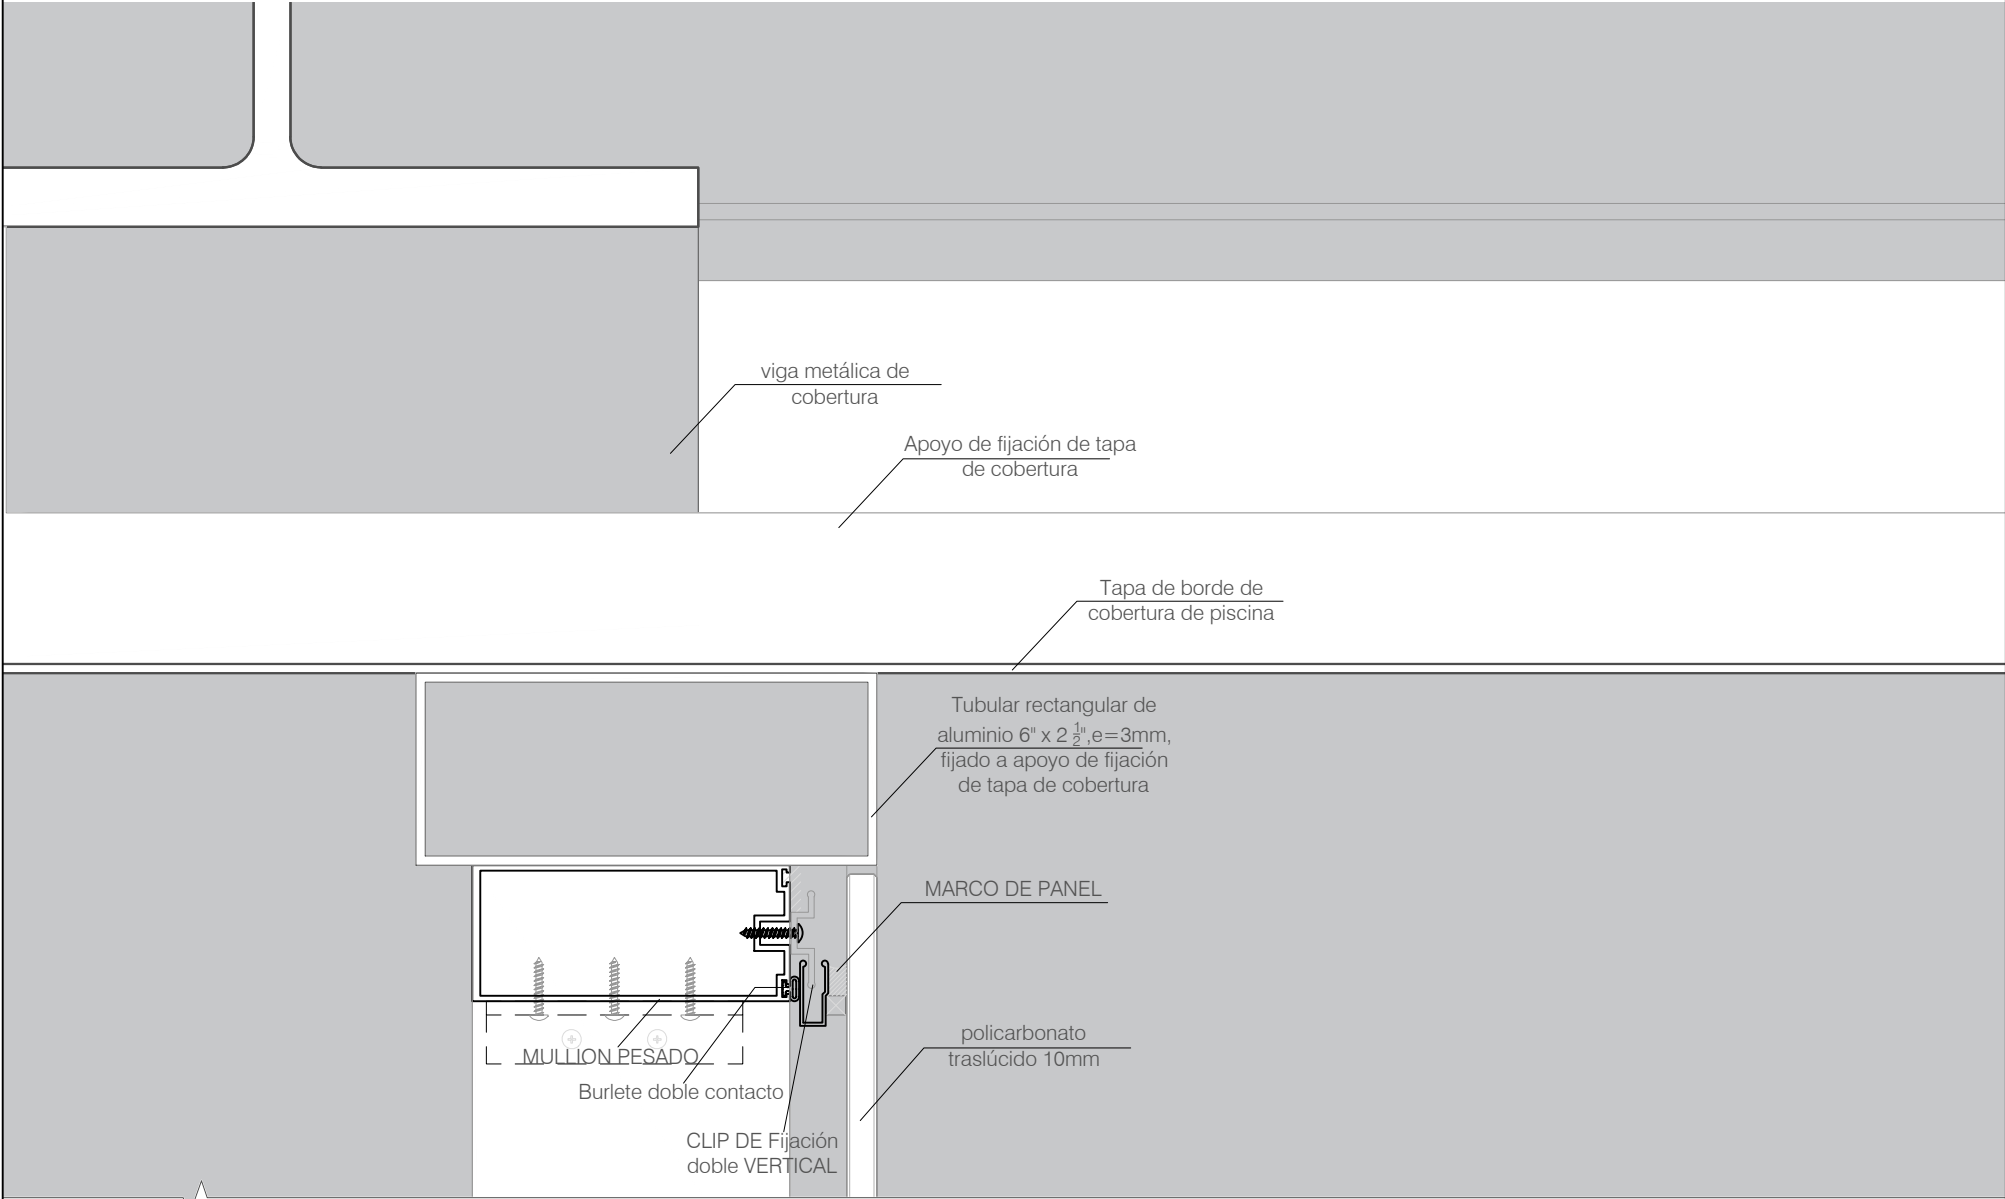 viga metálica de
cobertura
Apoyo de fijación de tapa
de cobertura
Tapa de borde de
cobertura de piscina
Tubular rectangular de
aluminio 6" x 2 1/2",e=3mm,
fijado a apoyo de fijación
de tapa de cobertura
MARCO DE PANEL
policarbonato
traslúcido 10mm
MULLION PESADO
Burlete doble contacto
CLIP DE Fijación
doble VERTICAL